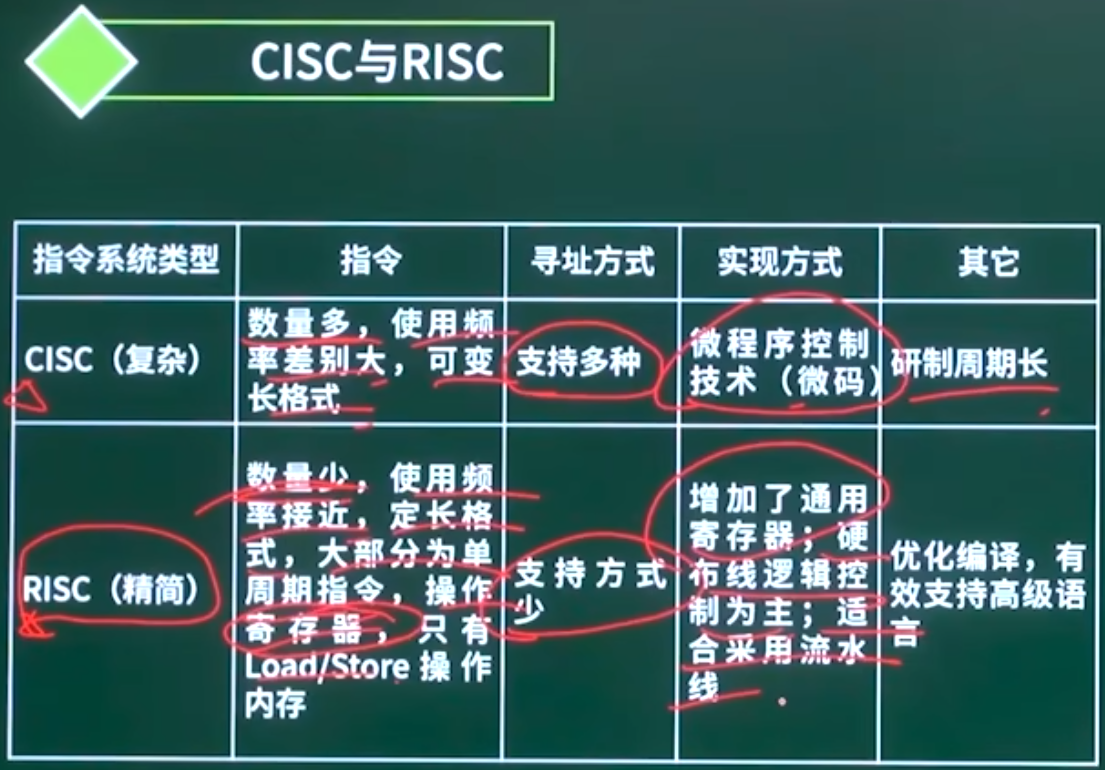 CISC与RISC
指令系统类型
指令
寻址方式
实现方式
其它
CISC（复杂）
数量多，使用频
率差别大，可变
长格式
支持多种
微程序控制
技术（微码）
研制周期长
RISC（精简）
数量少，使用频
率接近，定长格
式，大部分为单
周期指令，操作
寄存器，只有
Load/Store操作
内存
支持方式
少
增加了通用
寄存器；硬
布线逻辑控
制为主；适
合采用流水
线
优化编译，有
效支持高级语
言